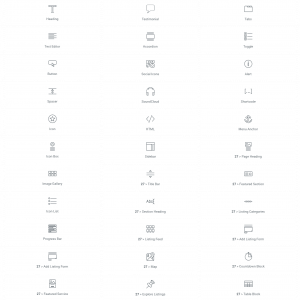 Heading
Testimonial
Tabs
Text Editor
Accordion
Toggle
Button
Social Icons
Alert
Spacer
SoundCloud
Shortcode
Icon
HTML
Menu Anchor
Icon Box
Sidebar
27 > Page Heading
Image Gallery
27 > Title Bar
27 > Featured Section
Icon List
27 > Section Heading
27 > Listing Categories
Progress Bar
27 > Listing Feed
27 > Add Listing Form
27 > Add Listing Form
27 > Map
27 > Countdown Block
27 > Featured Service
27 > Explore Listings
27 > Table Block